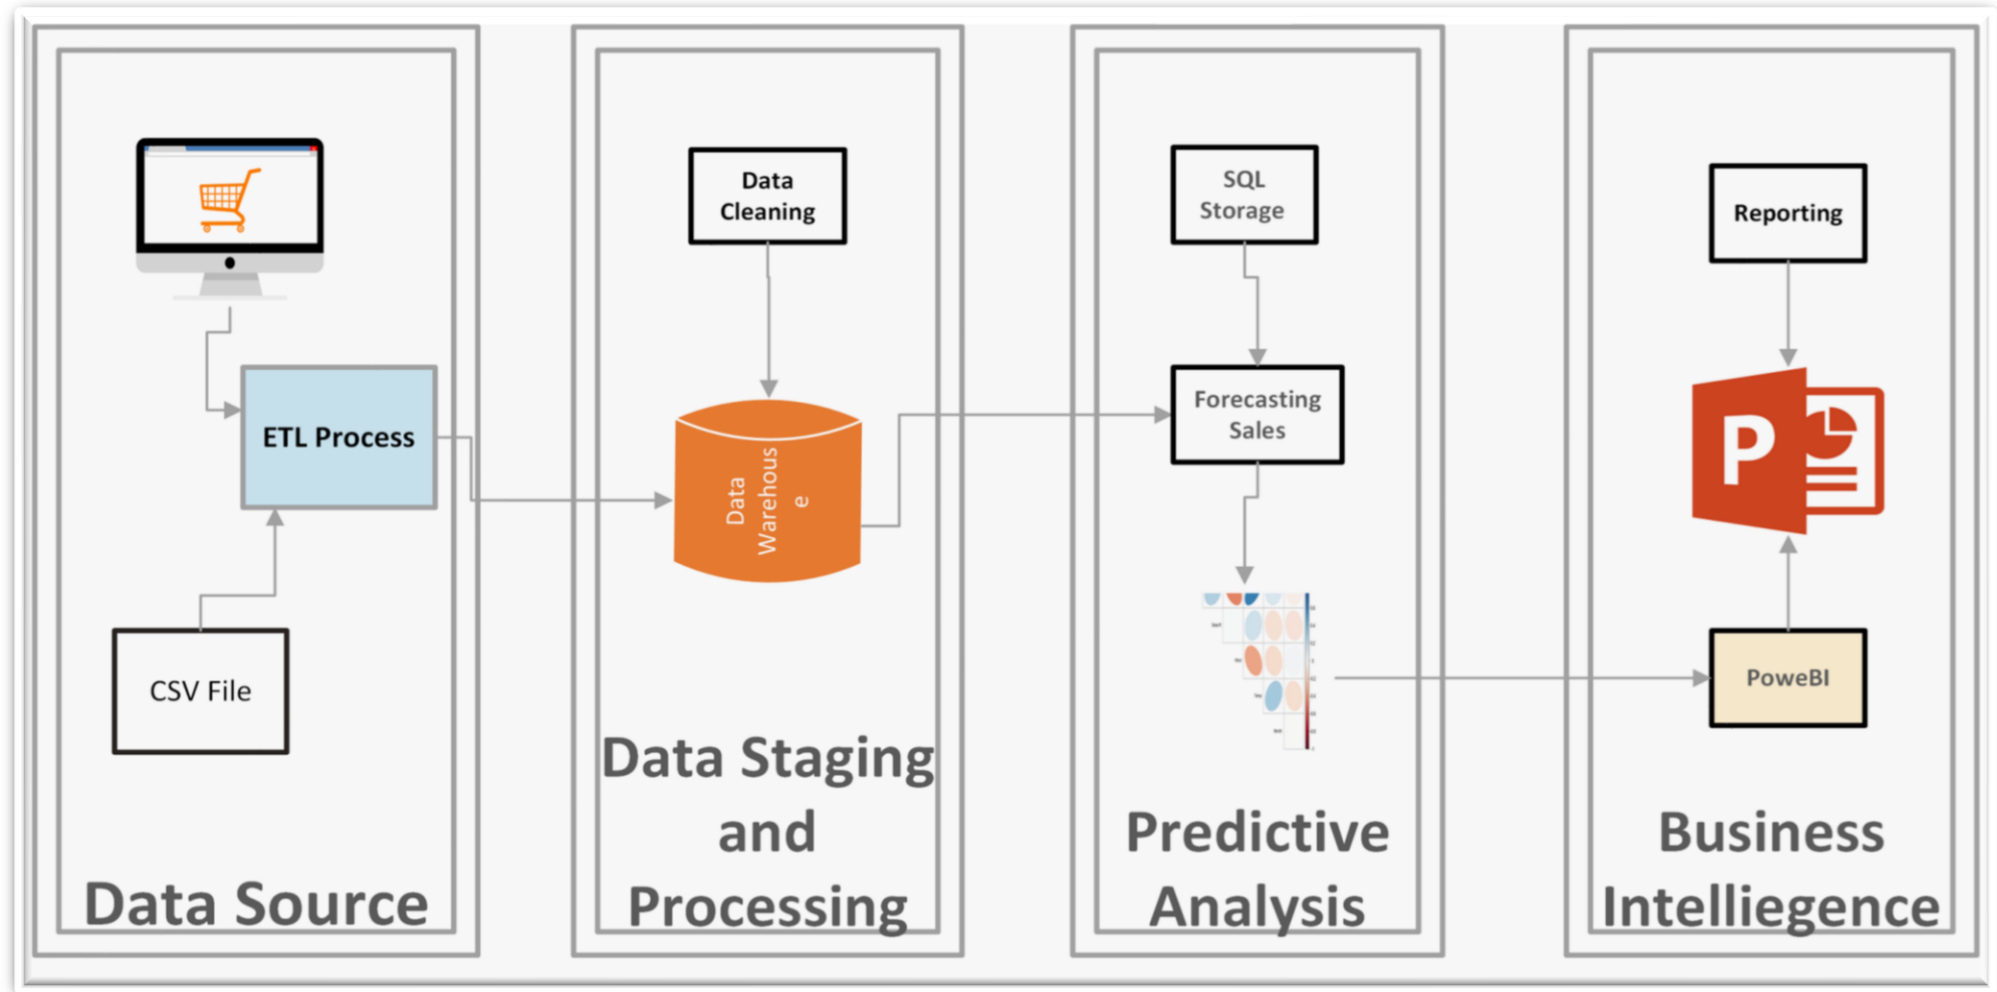 ETL Process
CSV File
Data Source
Data
Cleaning
Data
Warehous
e
Data Staging
and
Processing
SQL
Storage
Forecasting
Sales
Predictive
Analysis
Reporting
P
PoweBI
Business
Intelliegence